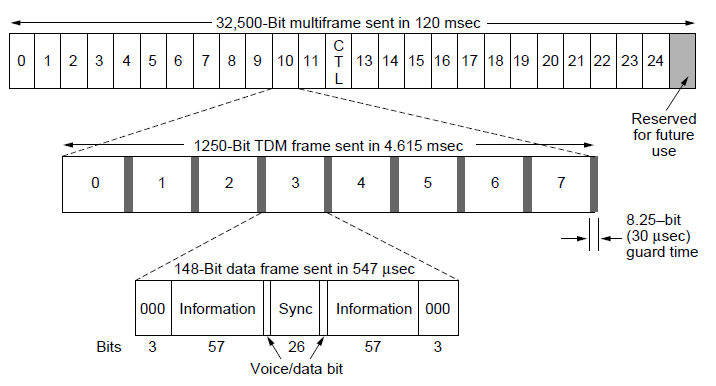 32,500-Bit multiframe sent in 120 msec
0 1 2 3 4 5 6 7 8 9 10 11 CTL 13 14 15 16 17 18 19 20 21 22 23 24
Reserved
for future
use
1250-Bit TDM frame sent in 4.615 msec
0 1 2 3 4 5 6 7
8.25–bit
(30 μsec)
guard time
148-Bit data frame sent in 547 μsec
000 Information Sync Information 000
Bits 3 57 26 57 3
Voice/data bit